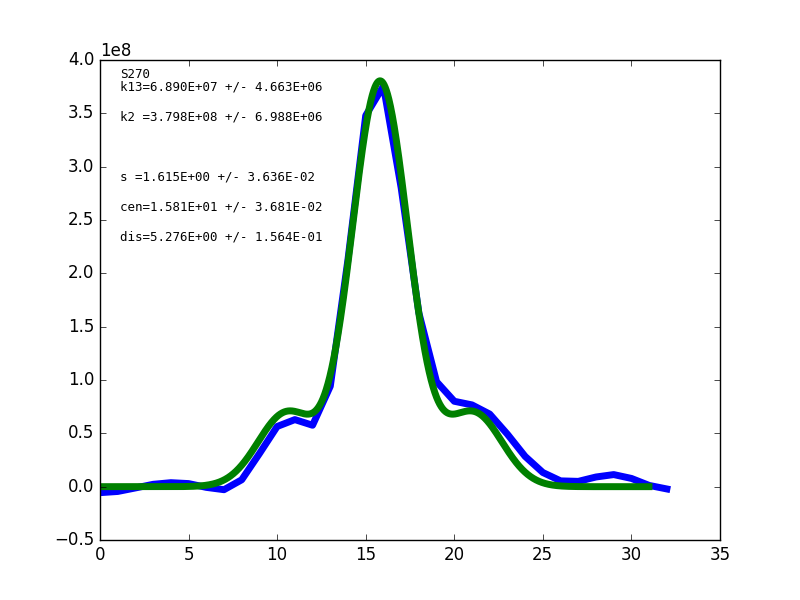 1e8
S270
k13=6.890E+07 +/- 4.663E+06
k2 =3.798E+08 +/- 6.988E+06
s =1.615E+00 +/- 3.636E-02
cen=1.581E+01 +/- 3.681E-02
dis=5.276E+00 +/- 1.564E-01
4.0
3.5
3.0
2.5
2.0
1.5
1.0
0.5
0.0
−0.5
0 5 10 15 20 25 30 35